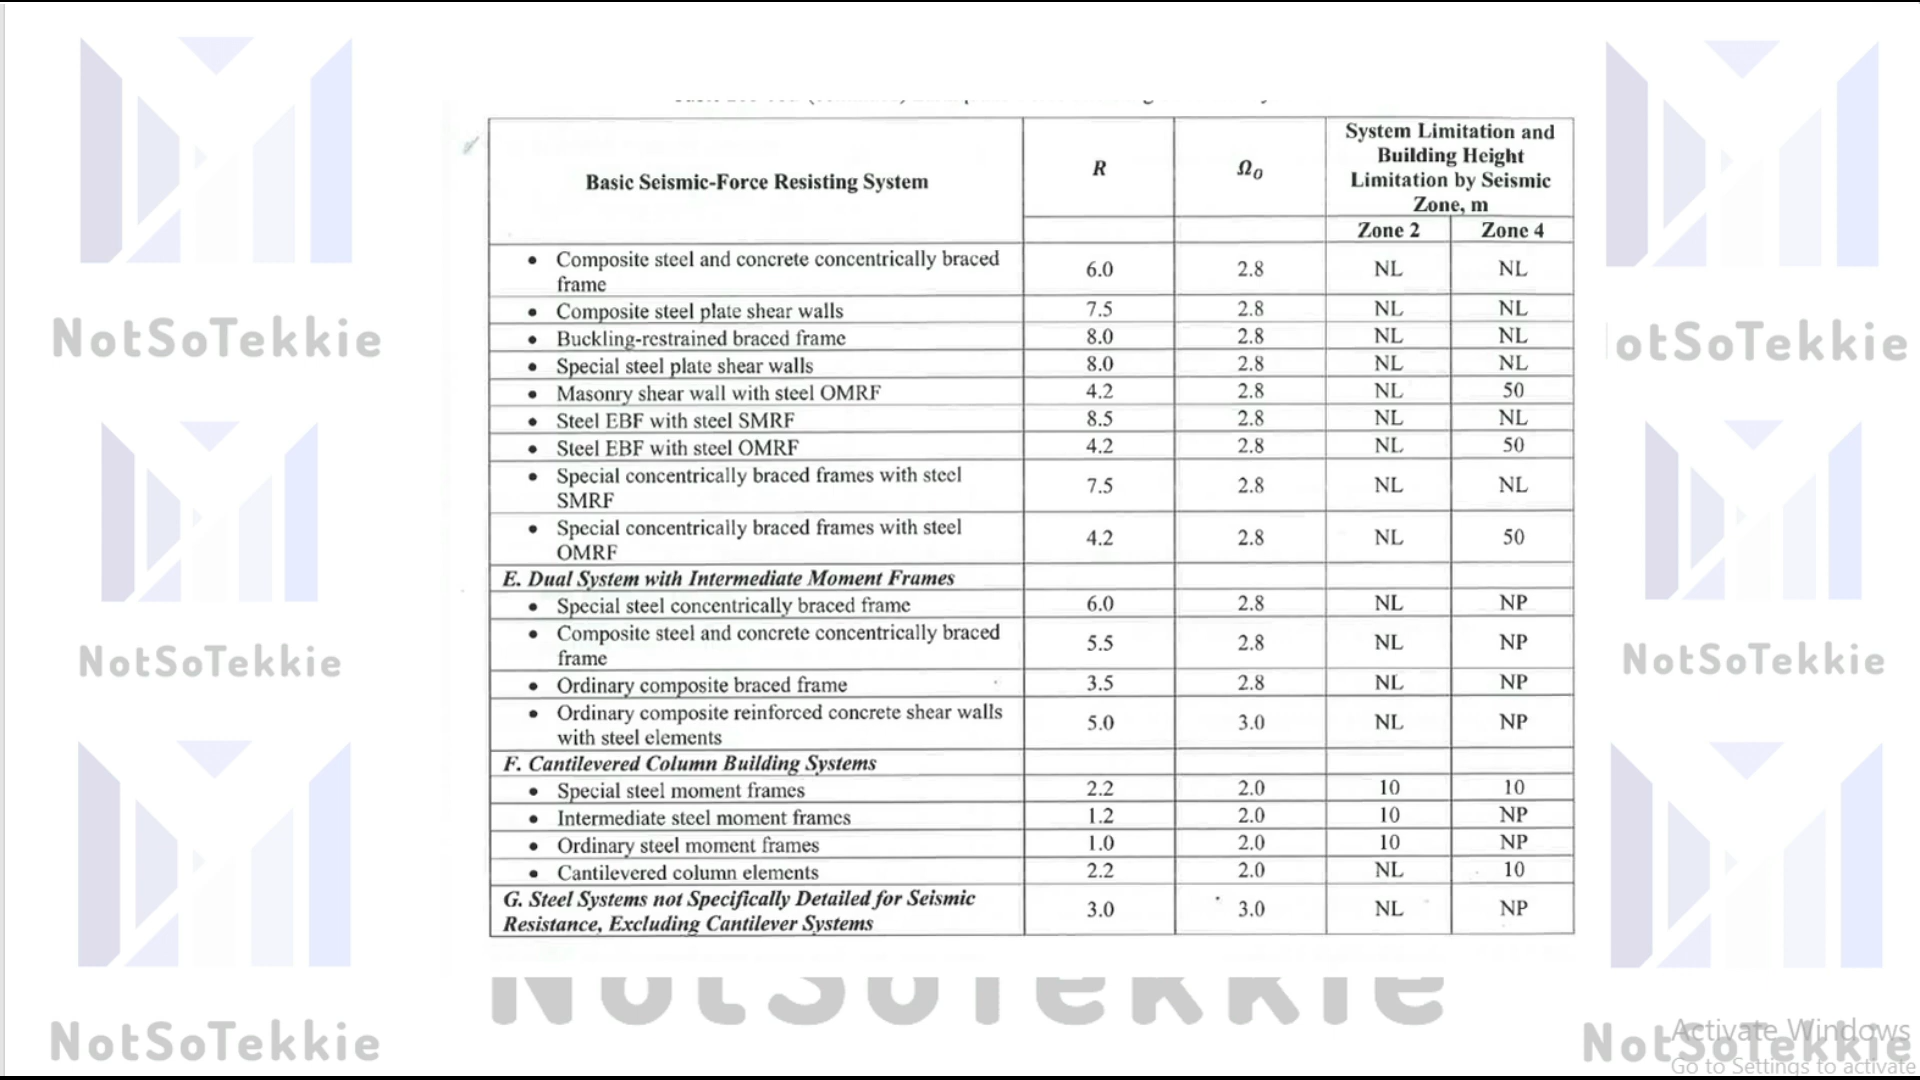 Basic Seismic-Force Resisting System
R
Ωo
System Limitation and
Building Height
Limitation by Seismic
Zone, m
Zone 2 Zone 4
• Composite steel and concrete concentrically braced
frame
6.0 2.8 NL NL
• Composite steel plate shear walls 7.5 2.8 NL NL
• Buckling-restrained braced frame 8.0 2.8 NL NL
• Special steel plate shear walls 8.0 2.8 NL NL
• Masonry shear wall with steel OMRF 4.2 2.8 NL 50
• Steel EBF with steel SMRF 8.5 2.8 NL NL
• Steel EBF with steel OMRF 4.2 2.8 NL 50
• Special concentrically braced frames with steel
SMRF
7.5 2.8 NL NL
• Special concentrically braced frames with steel
OMRF
4.2 2.8 NL 50
E. Dual System with Intermediate Moment Frames
• Special steel concentrically braced frame 6.0 2.8 NL NP
• Composite steel and concrete concentrically braced
frame
5.5 2.8 NL NP
• Ordinary composite braced frame 3.5 2.8 NL NP
• Ordinary composite reinforced concrete shear walls
with steel elements
5.0 3.0 NL NP
F. Cantilevered Column Building Systems
• Special steel moment frames 2.2 2.0 10 10
• Intermediate steel moment frames 1.2 2.0 10 NP
• Ordinary steel moment frames 1.0 2.0 10 NP
• Cantilevered column elements 2.2 2.0 NL 10
G. Steel Systems not Specifically Detailed for Seismic
Resistance, Excluding Cantilever Systems
3.0 3.0 NL NP
NotSoTekkie
otSoTekkie
NotSoTekkie
NotSoTekkie
NotSoTekkie
NotSoTekkie
NotSoTekkie
Activate Windows
Go to Settings to activate